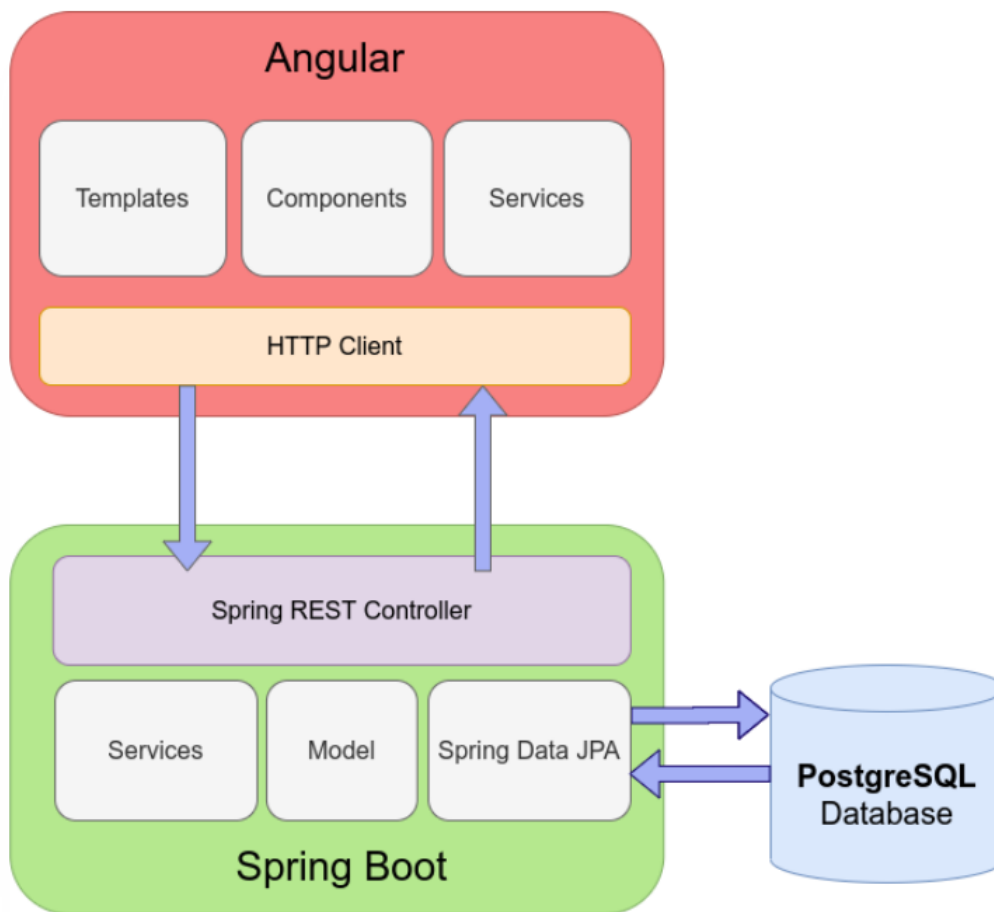 Angular
Templates
Components
Services
HTTP Client
Spring REST Controller
Services
Model
Spring Data JPA
PostgreSQL
Database
Spring Boot